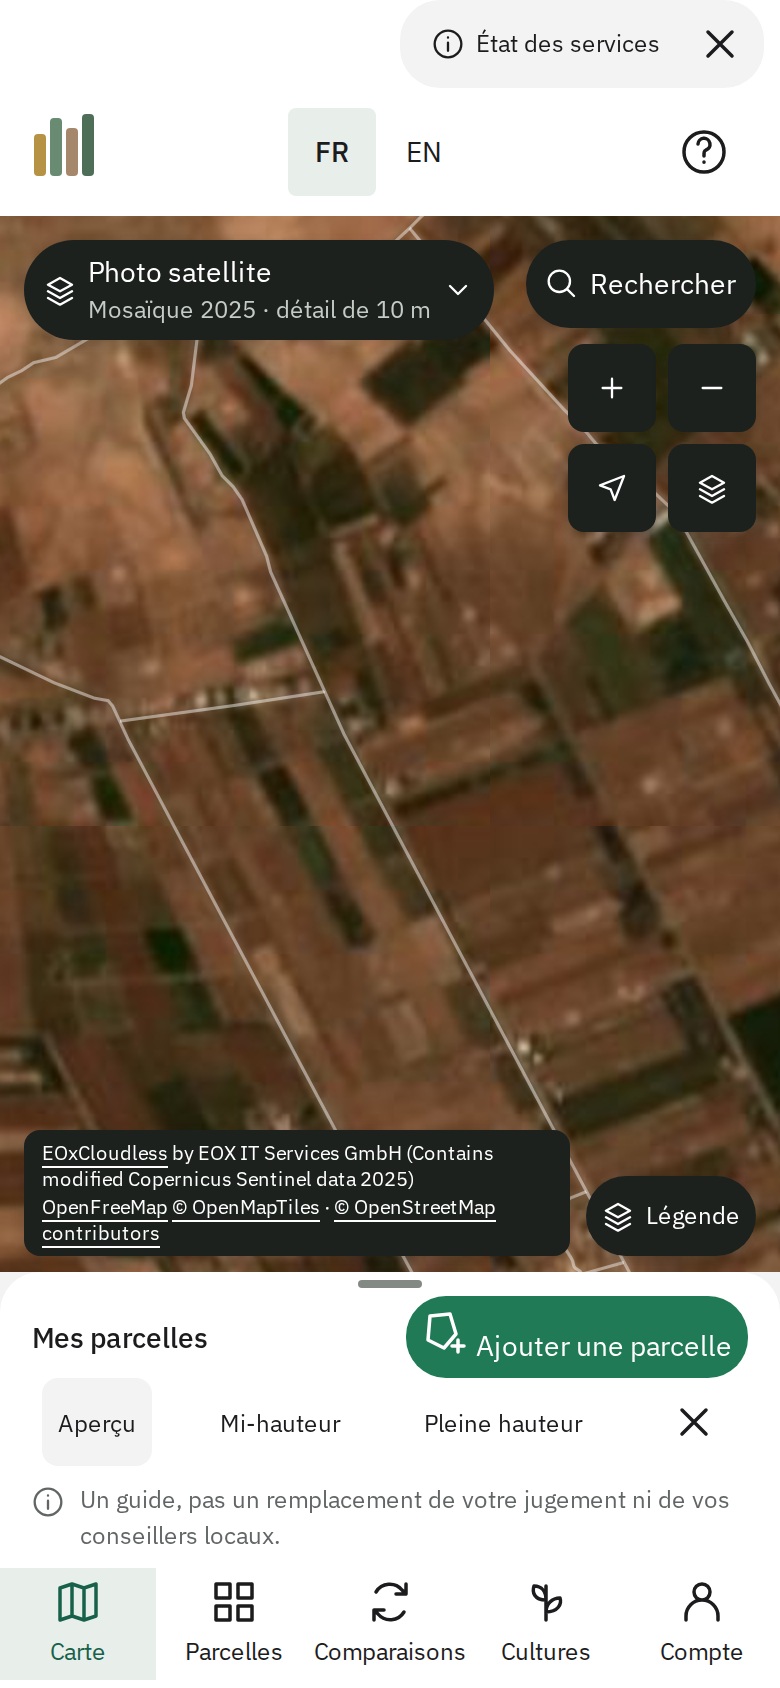 État des services
FR
EN
Photo satellite
Mosaïque 2025 · détail de 10 m
Rechercher
EOxCloudless by EOX IT Services GmbH (Contains
modified Copernicus Sentinel data 2025)
OpenFreeMap © OpenMapTiles · © OpenStreetMap
contributors
Légende
Mes parcelles
Ajouter une parcelle
Aperçu
Mi-hauteur
Pleine hauteur
Un guide, pas un remplacement de votre jugement ni de vos
conseillers locaux.
Carte
Parcelles
Comparaisons
Cultures
Compte